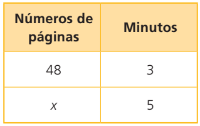 Números de
páginas
Minutos
48
3
x
5